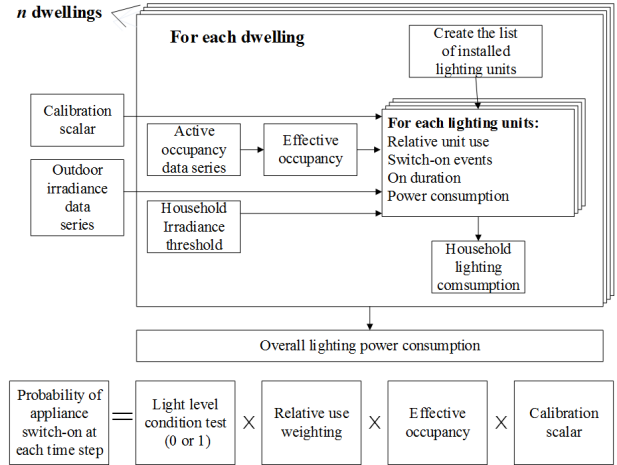 n dwellings
For each dwelling
Create the list
of installed
lighting units
Calibration
scalar
Active
occupancy
data series
Effective
occupancy
For each lighting units:
Relative unit use
Switch-on events
On duration
Power consumption
Outdoor
irradiance
data
series
Household
Irradiance
threshold
Household
lighting
comsumption
Overall lighting power consumption
Probability of
appliance
switch-on at
each time step
=
Light level
condition test
(0 or 1)
X
Relative use
weighting
X
Effective
occupancy
X
Calibration
scalar